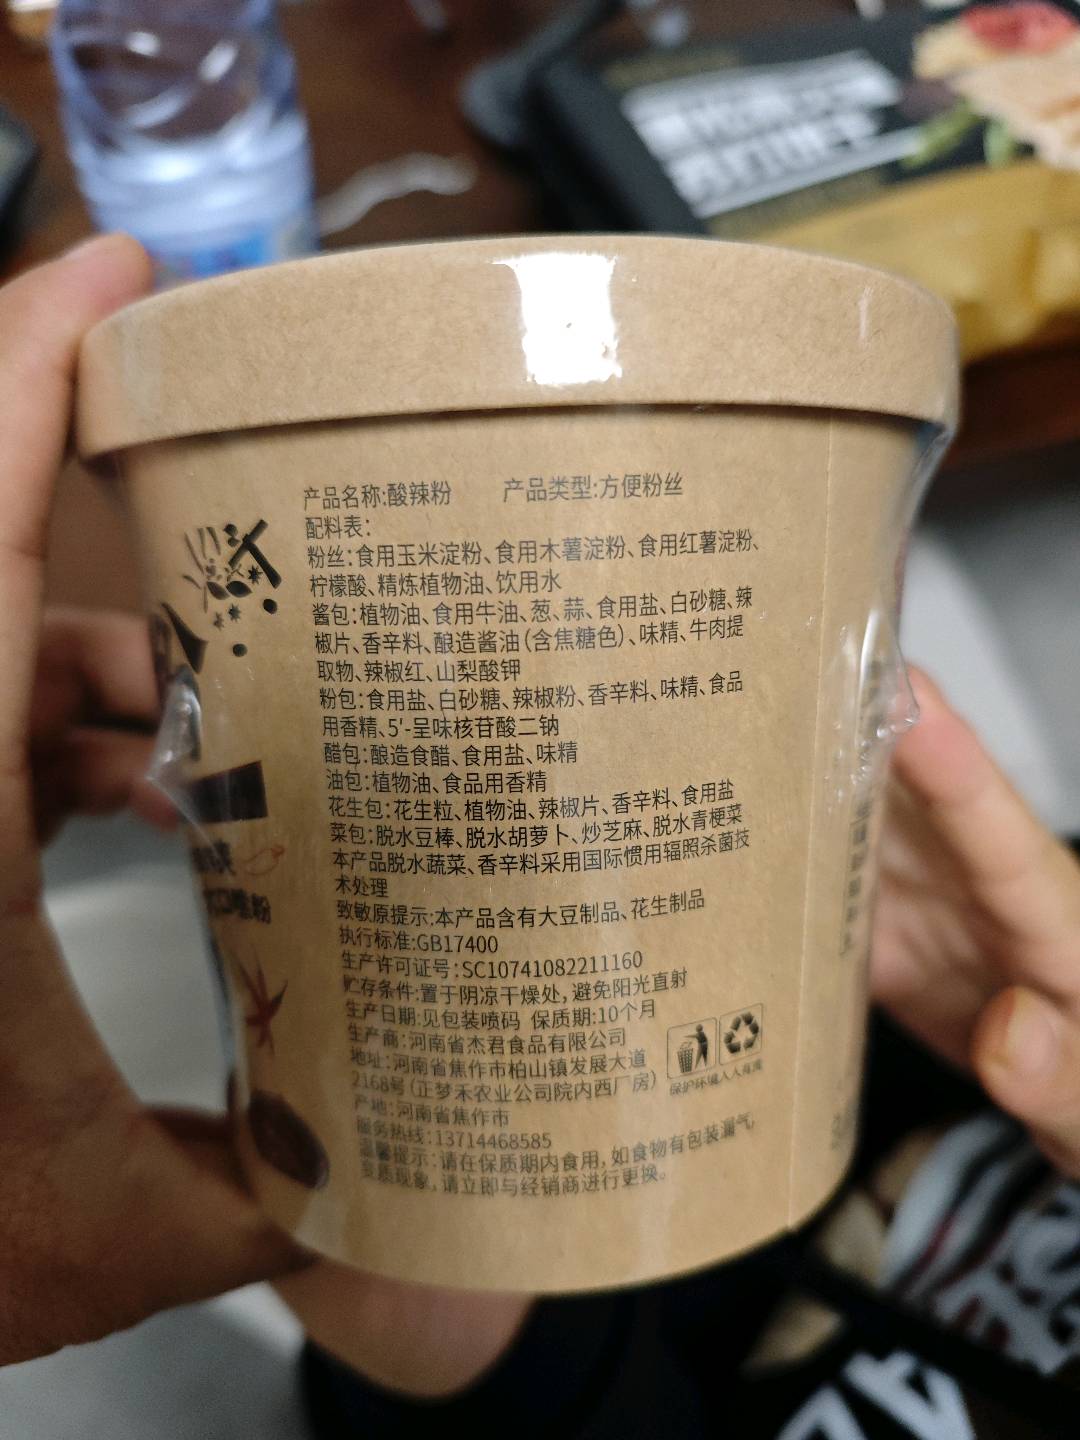 产品名称:酸辣粉 产品类型:方便粉丝
配料表:
粉丝:食用玉米淀粉、食用木薯淀粉、食用红薯淀粉、
柠檬酸、精炼植物油、饮用水
酱包:植物油、食用牛油、葱、蒜、食用盐、白砂糖、辣
椒片、香辛料、酿造酱油(含焦糖色)、味精、牛肉提
取物、辣椒红、山梨酸钾
粉包:食用盐、白砂糖、辣椒粉、香辛料、味精、食品
用香精、5'-呈味核苷酸二钠
醋包:酿造食醋、食用盐、味精
油包:植物油、食品用香精
花生包:花生粒、植物油、辣椒片、香辛料、食用盐
菜包:脱水豆棒、脱水胡萝卜、炒芝麻、脱水青梗菜
本产品脱水蔬菜、香辛料采用国际惯用辐照杀菌技
术处理
致敏原提示:本产品含有大豆制品、花生制品
执行标准:GB17400
生产许可证号:SC10741082211160
贮存条件:置于阴凉干燥处,避免阳光直射
生产日期:见包装喷码 保质期:10个月
生产商:河南省杰君食品有限公司
地址:河南省焦作市柏山镇发展大道
2168号(正梦禾农业公司院内西厂房)
产地:河南省焦作市
服务热线:13714468585
温馨提示:请在保质期内食用,如食物有包装漏气,
变质现象,请立即与经销商进行更换。
保护环境人人有责